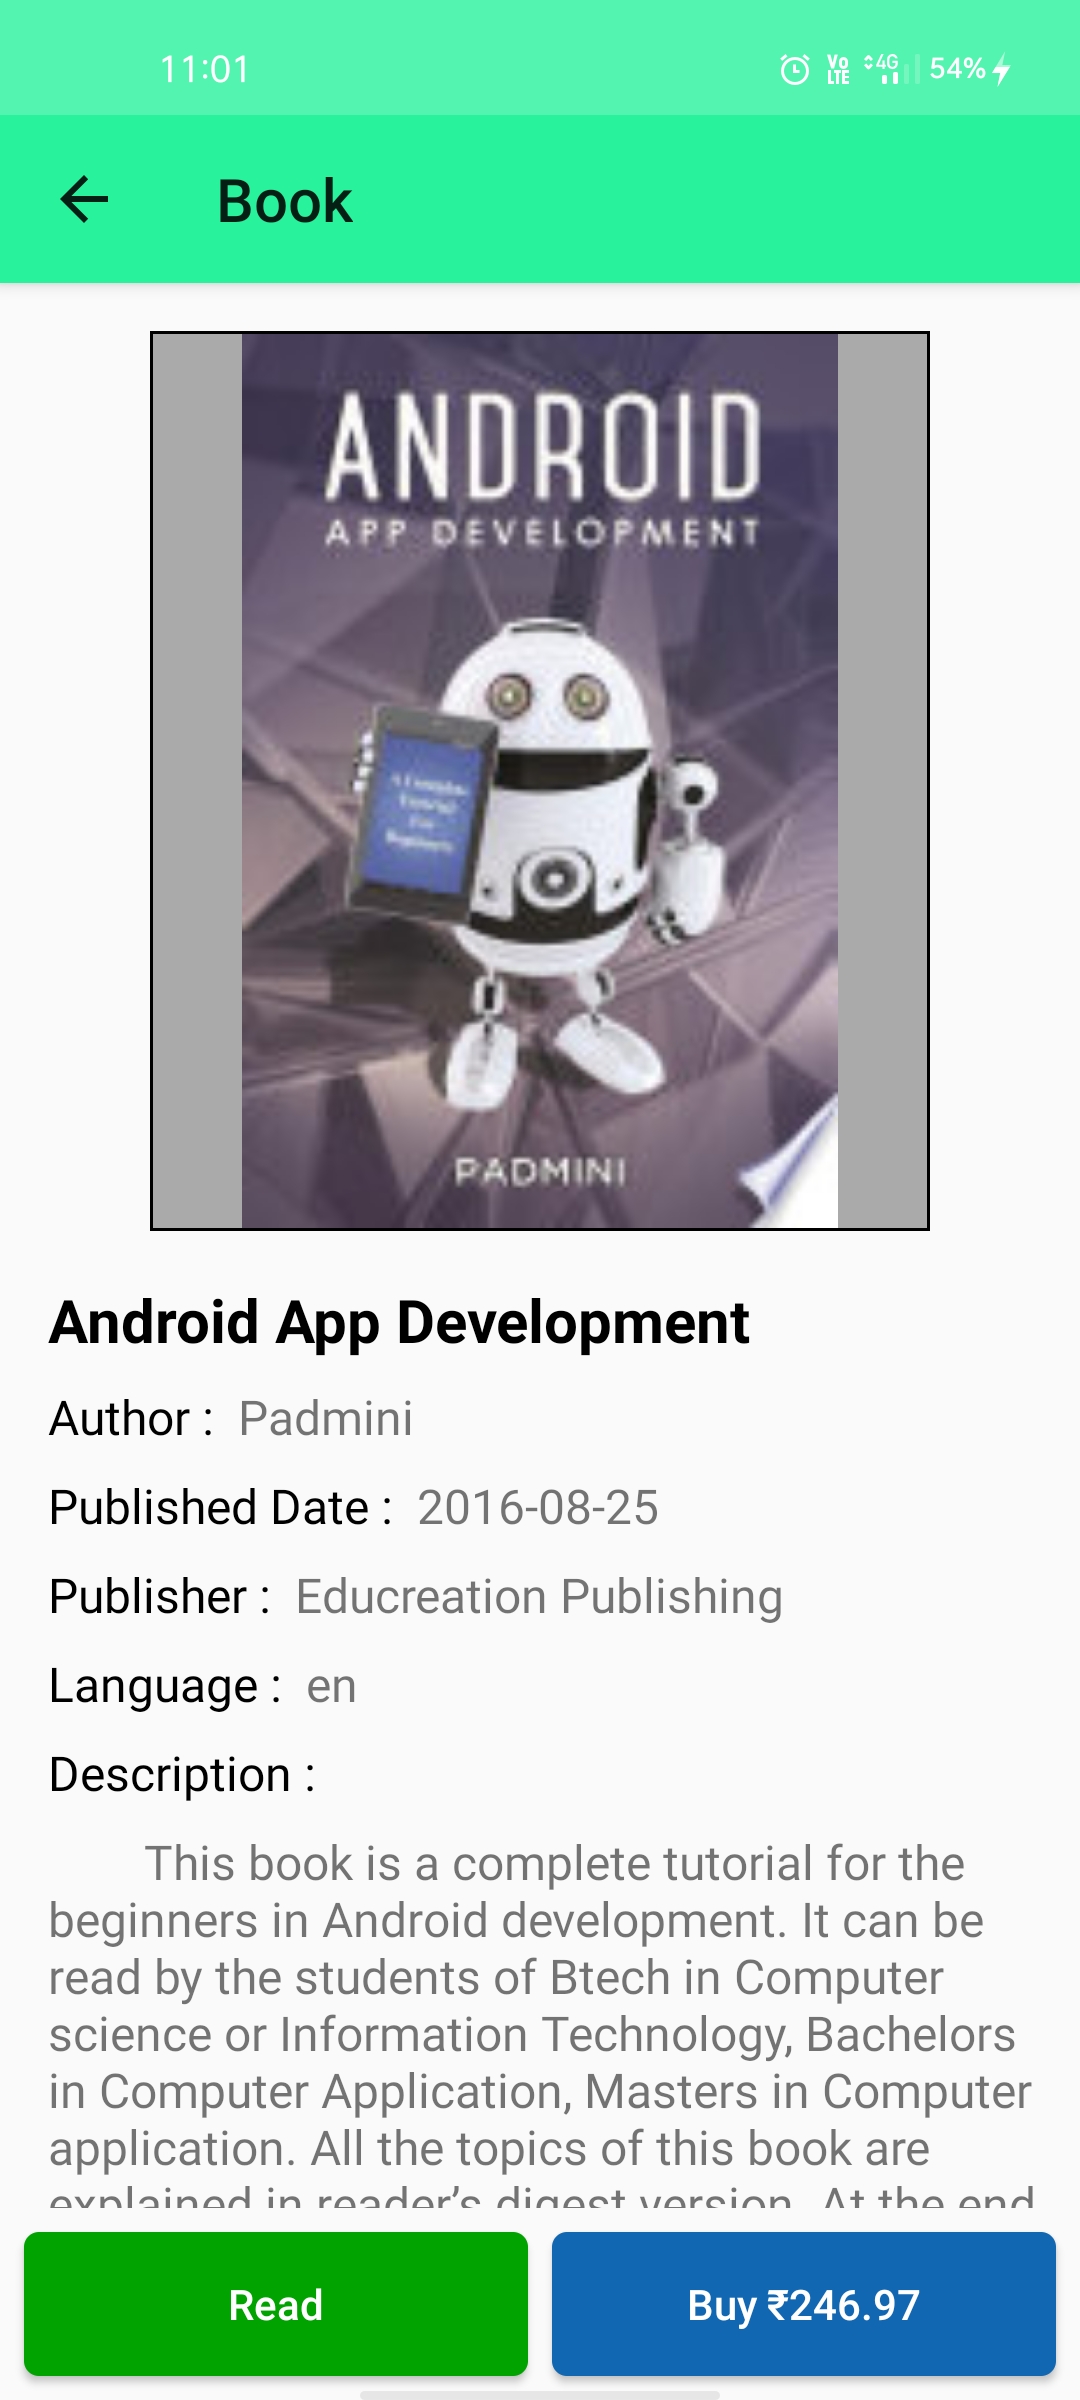 11:01
Vo
LTE
4G
54%
Book
ANDROID
APP DEVELOPMENT
A Complete
Tutorial
For
Beginners
PADMINI
Android App Development
Author : Padmini
Published Date : 2016-08-25
Publisher : Educreation Publishing
Language : en
Description :
This book is a complete tutorial for the
beginners in Android development. It can be
read by the students of Btech in Computer
science or Information Technology, Bachelors
in Computer Application, Masters in Computer
application. All the topics of this book are
explained in reader’s digest version. At the end
Read
Buy ₹246.97